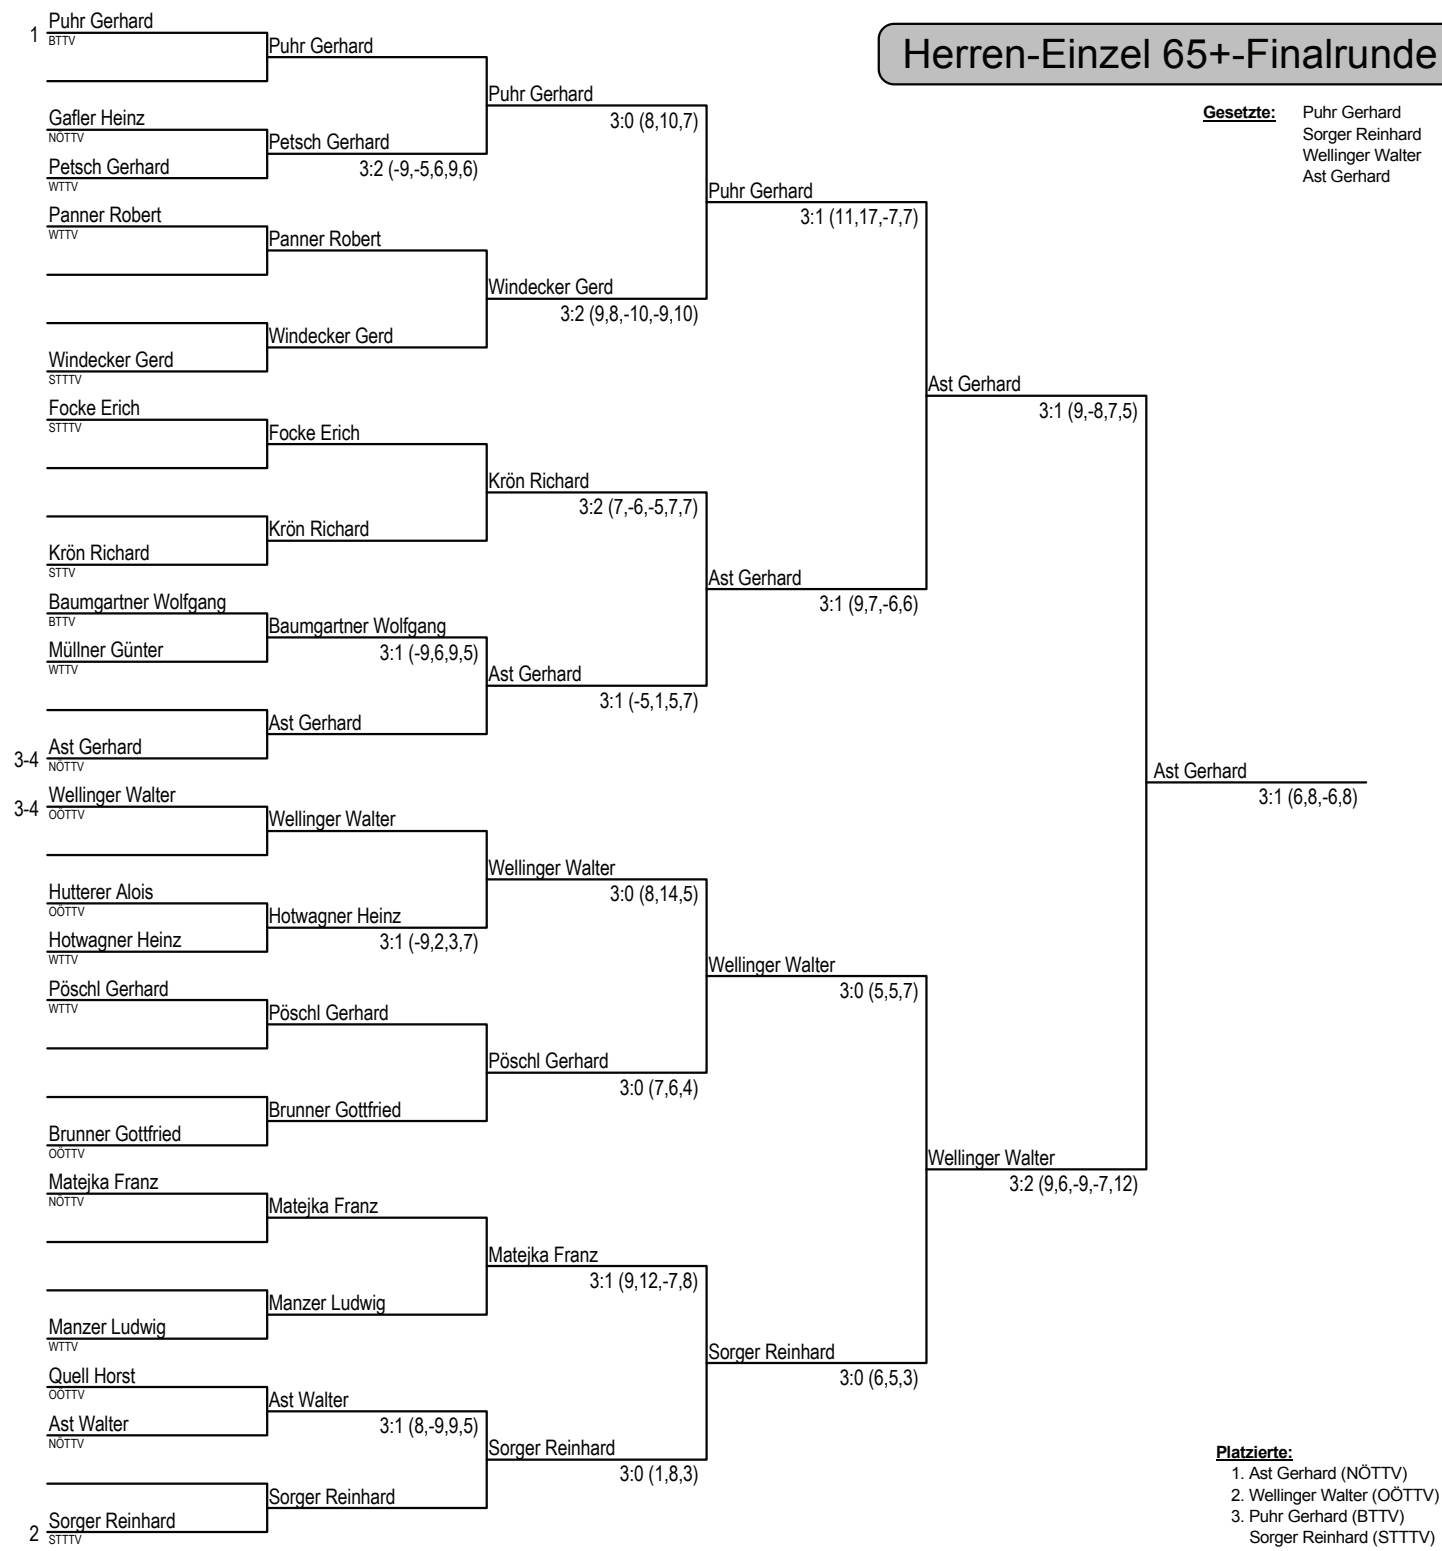 Herren-Einzel 65+-Finalrunde
Gesetzte: Puhr Gerhard
Sorger Reinhard
Wellinger Walter
Ast Gerhard
1 Puhr Gerhard
BTTV
Gafler Heinz
NÖTTV
Petsch Gerhard
WTTV
Panner Robert
WTTV
Windecker Gerd
STTTV
Focke Erich
STTTV
Krön Richard
STTV
Baumgartner Wolfgang
BTTV
Müllner Günter
WTTV
3-4 Ast Gerhard
NÖTTV
3-4 Wellinger Walter
OÖTTV
Hutterer Alois
OÖTTV
Hotwagner Heinz
WTTV
Pöschl Gerhard
WTTV
Brunner Gottfried
OÖTTV
Matejka Franz
NÖTTV
Manzer Ludwig
WTTV
Quell Horst
OÖTTV
Ast Walter
NÖTTV
2 Sorger Reinhard
STTTV
Puhr Gerhard
Petsch Gerhard
3:2 (-9,-5,6,9,6)
Panner Robert
Windecker Gerd
Focke Erich
Krön Richard
Baumgartner Wolfgang
3:1 (-9,6,9,5)
Ast Gerhard
Wellinger Walter
Hotwagner Heinz
3:1 (-9,2,3,7)
Pöschl Gerhard
Brunner Gottfried
Matejka Franz
Manzer Ludwig
Ast Walter
3:1 (8,-9,9,5)
Sorger Reinhard
Puhr Gerhard
3:0 (8,10,7)
Windecker Gerd
3:2 (9,8,-10,-9,10)
Krön Richard
3:2 (7,-6,-5,7,7)
Ast Gerhard
3:1 (-5,1,5,7)
Wellinger Walter
3:0 (8,14,5)
Pöschl Gerhard
3:0 (7,6,4)
Matejka Franz
3:1 (9,12,-7,8)
Sorger Reinhard
3:0 (1,8,3)
Puhr Gerhard
3:1 (11,17,-7,7)
Ast Gerhard
3:1 (9,7,-6,6)
Wellinger Walter
3:0 (5,5,7)
Sorger Reinhard
3:0 (6,5,3)
Ast Gerhard
3:1 (9,-8,7,5)
Wellinger Walter
3:2 (9,6,-9,-7,12)
Ast Gerhard
3:1 (6,8,-6,8)
Platzierte:
1. Ast Gerhard (NÖTTV)
2. Wellinger Walter (OÖTTV)
3. Puhr Gerhard (BTTV)
Sorger Reinhard (STTTV)